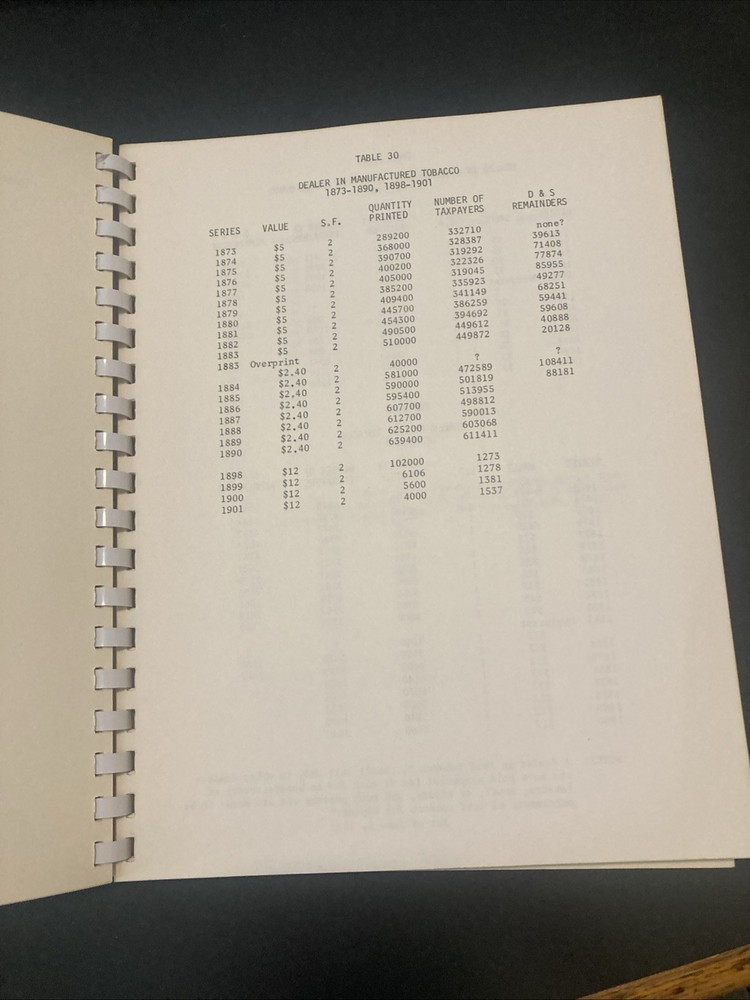 TABLE 30
DEALER IN MANUFACTURED TOBACCO
1873-1890, 1898-1901
SERIES VALUE S.F. QUANTITY PRINTED NUMBER OF TAXPAYERS D & S REMAINDERS
1873 $5 2 289200 332710 none?
1874 $5 2 368000 328387 39613
1875 $5 2 390700 319292 71408
1876 $5 2 400200 322326 77874
1877 $5 2 405000 319045 85955
1878 $5 2 385200 335923 49277
1879 $5 2 409400 341149 68251
1880 $5 2 445700 386259 59441
1881 $5 2 454300 394692 59608
1882 $5 2 490500 449612 40888
1883 $5 2 510000 449872 20128
1883 Overprint
$2.40 2 40000 ? ?
1884 $2.40 2 581000 472589 108411
1885 $2.40 2 590000 501819 88181
1886 $2.40 2 595400 513955
1887 $2.40 2 607700 498812
1888 $2.40 2 612700 590013
1889 $2.40 2 625200 603068
1890 $2.40 2 639400 611411
1898 $12 2 102000 1273
1899 $12 2 6106 1278
1900 $12 2 5600 1381
1901 $12 2 4000 1537